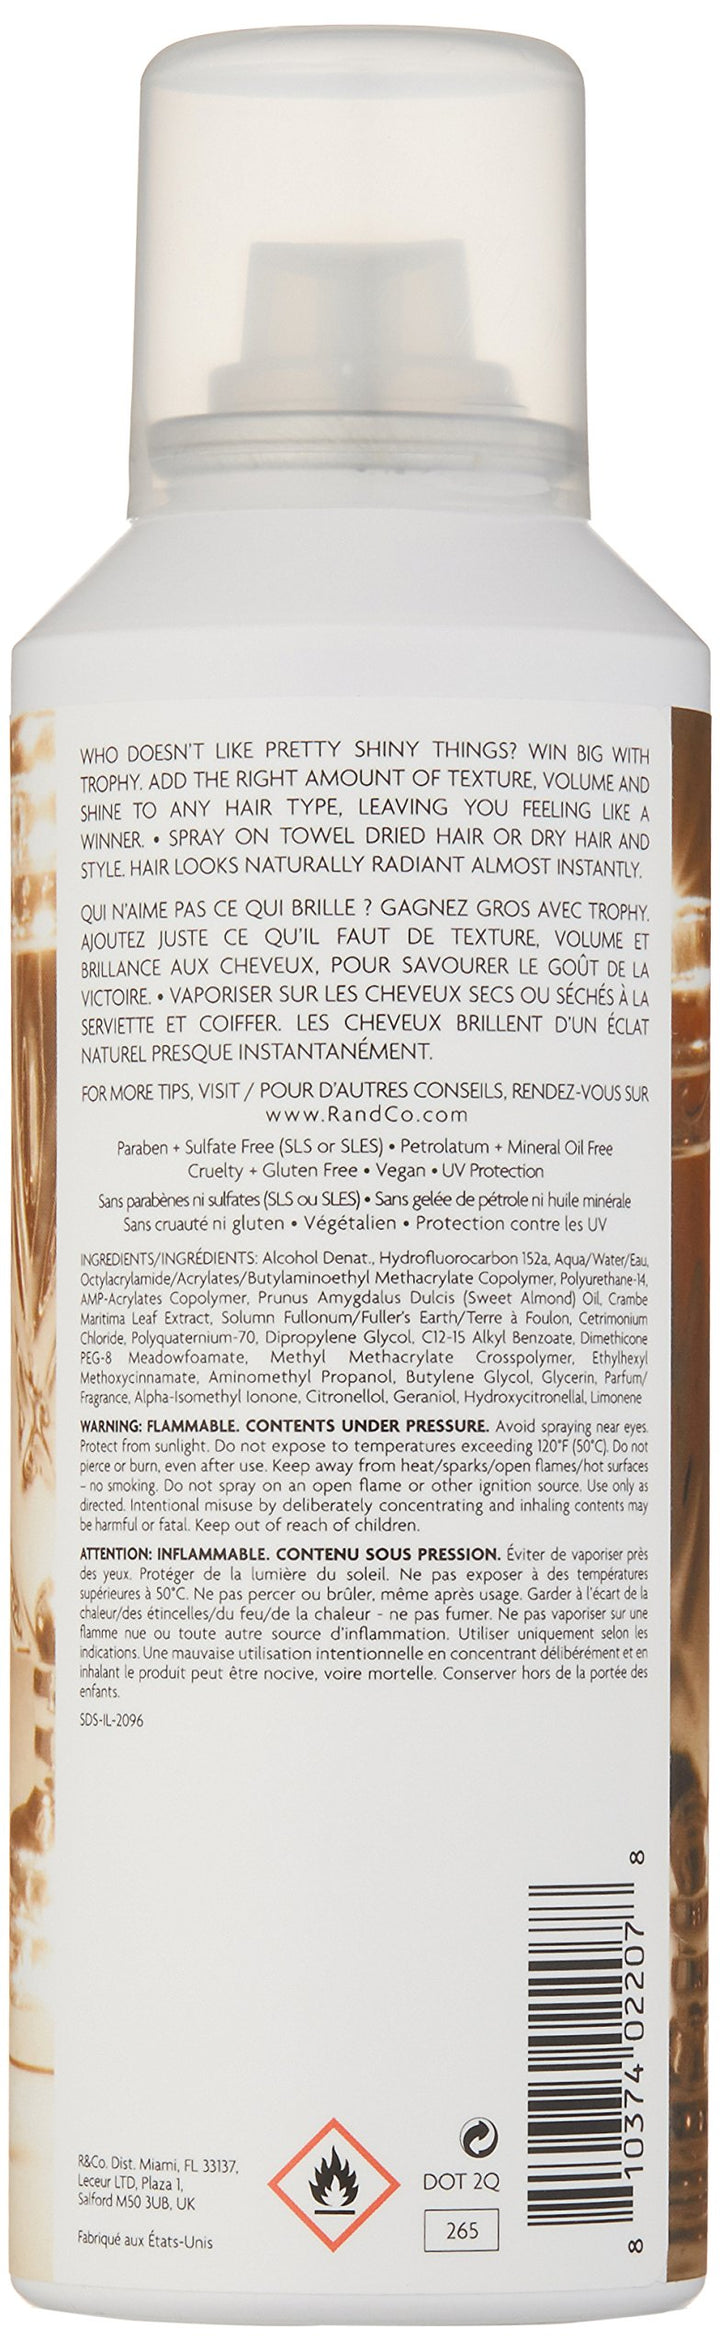 WHO DOESN'T LIKE PRETTY SHINY THINGS? WIN BIG WITH
TROPHY. ADD THE RIGHT AMOUNT OF TEXTURE, VOLUME AND
SHINE TO ANY HAIR TYPE, LEAVING YOU FEELING LIKE A
WINNER. • SPRAY ON TOWEL DRIED HAIR OR DRY HAIR AND
STYLE. HAIR LOOKS NATURALLY RADIANT ALMOST INSTANTLY.
QUI N'AIME PAS CE QUI BRILLE ? GAGNEZ GROS AVEC TROPHY.
AJOUTEZ JUSTE CE QU'IL FAUT DE TEXTURE, VOLUME ET
BRILLANCE AUX CHEVEUX, POUR SAVOURER LE GOÛT DE LA
VICTOIRE. • VAPORISER SUR LES CHEVEUX SECS OU SÉCHÉS À LA
SERVIETTE ET COIFFER. LES CHEVEUX BRILLENT D'UN ÉCLAT
NATUREL PRESQUE INSTANTANÉMENT.
FOR MORE TIPS, VISIT / POUR D'AUTRES CONSEILS, RENDEZ-VOUS SUR
www.RandCo.com
Paraben + Sulfate Free (SLS or SLES) • Petrolatum + Mineral Oil Free
Cruelty + Gluten Free • Vegan • UV Protection
Sans parabènes ni sulfates (SLS ou SLES) • Sans gelée de pétrole ni huile minérale
Sans cruauté ni gluten • Végétalien • Protection contre les UV
INGREDIENTS/INGRÉDIENTS: Alcohol Denat., Hydrofluorocarbon 152a, Aqua/Water/Eau,
Octylacrylamide/Acrylates/Butylaminoethyl Methacrylate Copolymer, Polyurethane-14,
AMP-Acrylates Copolymer, Prunus Amygdalus Dulcis (Sweet Almond) Oil, Crambe
Maritima Leaf Extract, Solumn Fullonum/Fuller's Earth/Terre à Foulon, Cetrimonium
Chloride, Polyquaternium-70, Dipropylene Glycol, C12-15 Alkyl Benzoate, Dimethicone
PEG-8 Meadowfoamate, Methyl Methacrylate Crosspolymer, Ethylhexyl
Methoxycinnamate, Aminomethyl Propanol, Butylene Glycol, Glycerin, Parfum/
Fragrance, Alpha-Isomethyl Ionone, Citronellol, Geraniol, Hydroxycitronellal, Limonene
WARNING: FLAMMABLE. CONTENTS UNDER PRESSURE. Avoid spraying near eyes.
Protect from sunlight. Do not expose to temperatures exceeding 120°F (50°C). Do not
pierce or burn, even after use. Keep away from heat/sparks/open flames/hot surfaces
– no smoking. Do not spray on an open flame or other ignition source. Use only as
directed. Intentional misuse by deliberately concentrating and inhaling contents may
be harmful or fatal. Keep out of reach of children.
ATTENTION: INFLAMMABLE. CONTENU SOUS PRESSION. Éviter de vaporiser près
des yeux. Protéger de la lumière du soleil. Ne pas exposer à des températures
supérieures à 50°C. Ne pas percer ou brûler, même après usage. Garder à l'écart de la
chaleur/des étincelles/du feu/de la chaleur - ne pas fumer. Ne pas vaporiser sur une
flamme nue ou toute autre source d'inflammation. Utiliser uniquement selon les
indications. Une mauvaise utilisation intentionnelle en concentrant délibérément et en
inhalant le produit peut être nocive, voire mortelle. Conserver hors de la portée des
enfants.
SDS-IL-2096
8 10374 02207 8
R&Co. Dist. Miami, FL 33137,
Leceur LTD, Plaza 1,
Salford M50 3UB, UK
Fabriqué aux États-Unis
DOT 2Q
265